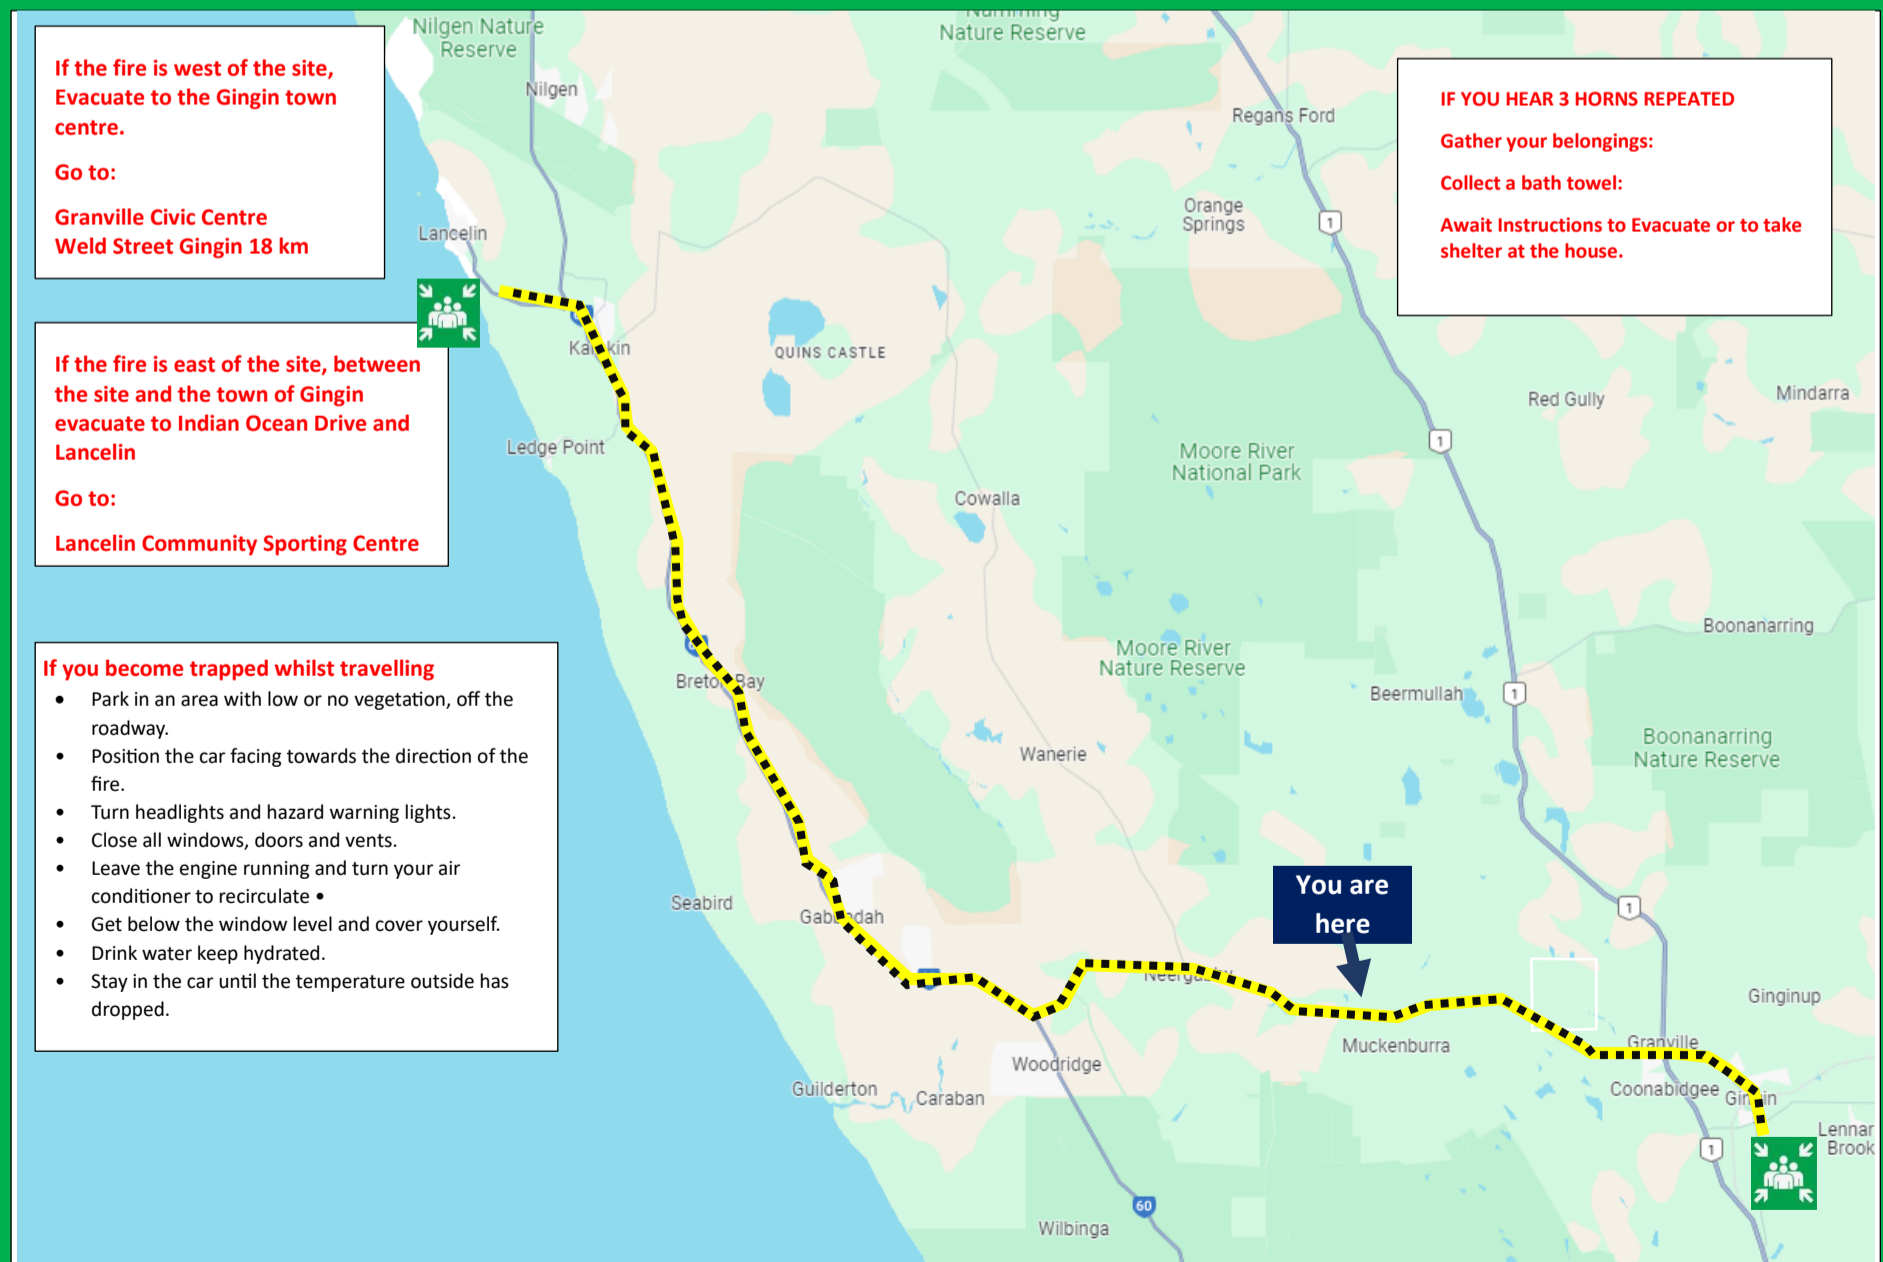 If the fire is west of the site,
Evacuate to the Gingin town
centre.
Go to:
Granville Civic Centre
Weld Street Gingin 18 km
If the fire is east of the site, between
the site and the town of Gingin
evacuate to Indian Ocean Drive and
Lancelin
Go to:
Lancelin Community Sporting Centre
If you become trapped whilst travelling
• Park in an area with low or no vegetation, off the
roadway.
• Position the car facing towards the direction of the
fire.
• Turn headlights and hazard warning lights.
• Close all windows, doors and vents.
• Leave the engine running and turn your air
conditioner to recirculate •
• Get below the window level and cover yourself.
• Drink water keep hydrated.
• Stay in the car until the temperature outside has
dropped.
IF YOU HEAR 3 HORNS REPEATED
Gather your belongings:
Collect a bath towel:
Await Instructions to Evacuate or to take
shelter at the house.
Nilgen Nature
Reserve
Nature Reserve
Nilgen
Regans Ford
Orange
Springs
1
Lancelin
QUINS CASTLE
Red Gully
Mindarra
1
Ledge Point
Moore River
National Park
Cowalla
Boonanarring
Moore River
Nature Reserve
Breton Bay
Beermullah
1
Boonanarring
Nature Reserve
Wanerie
You are
here
Seabird
1
Ginginup
Muckenburra
Granville
Woodridge
Guilderton
Caraban
Coonabidgee
Gingin
Lennar
Brook
1
60
Wilbinga